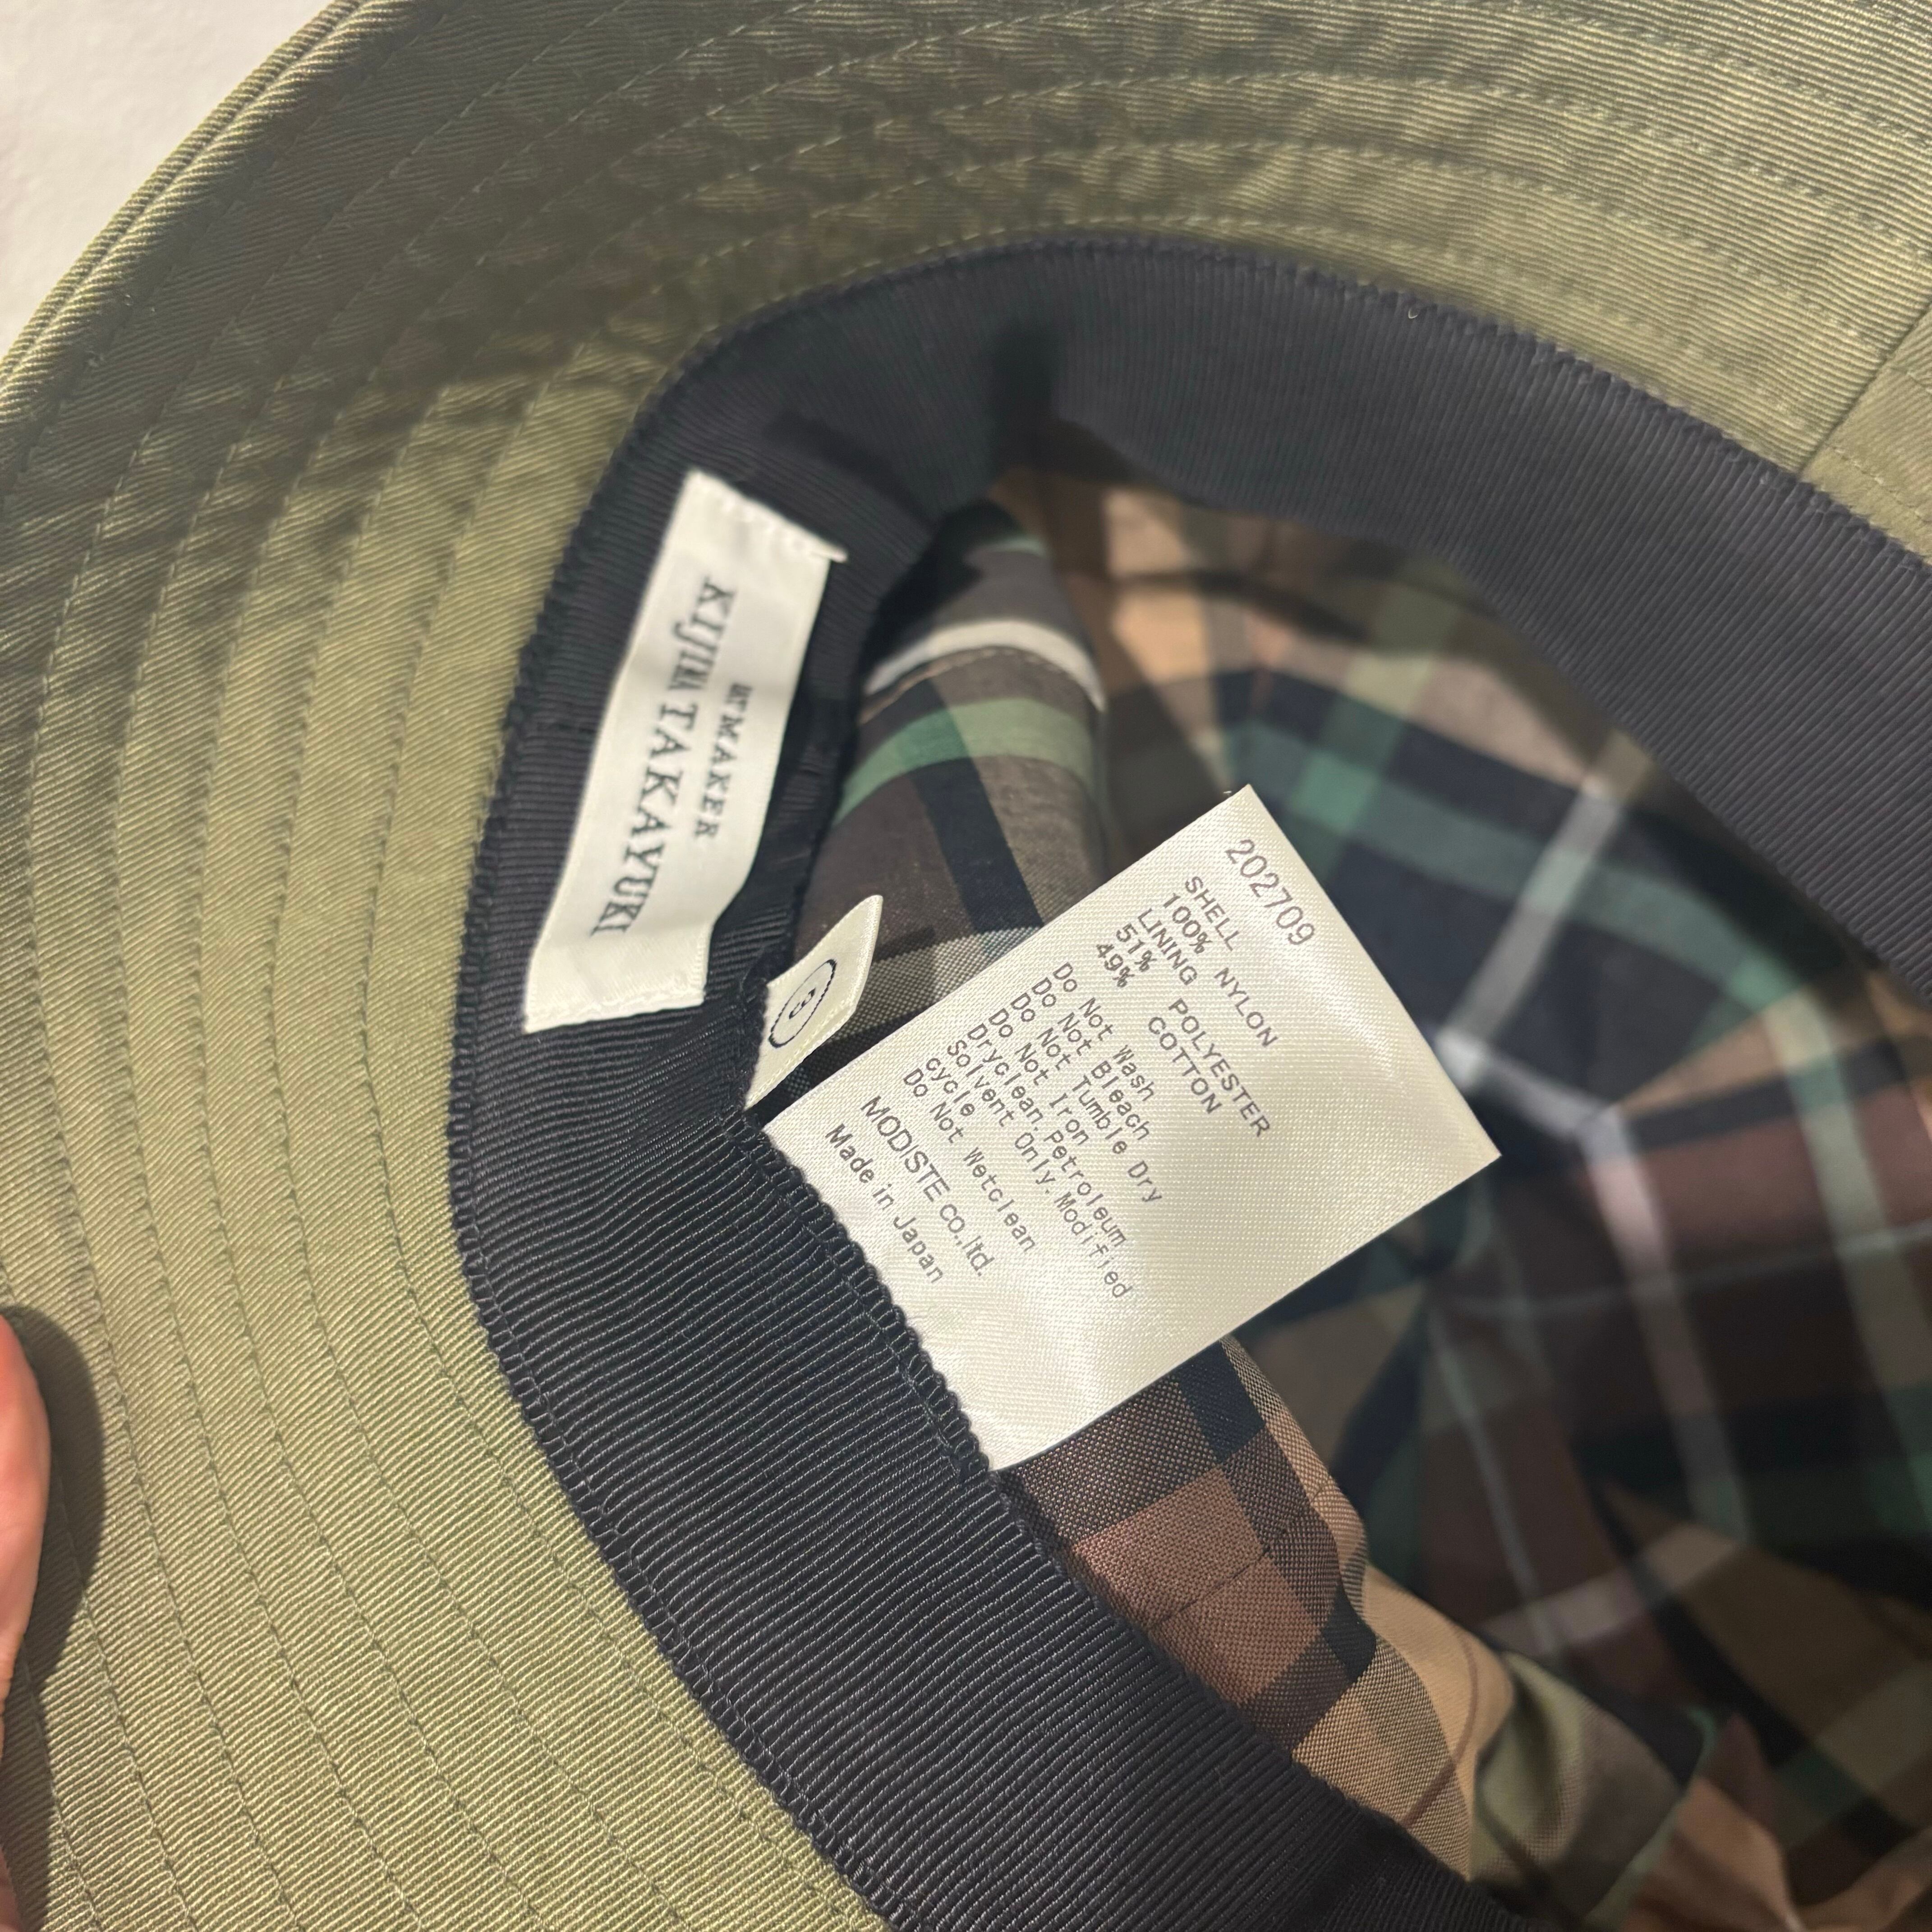 KIJIMA TAKAYUKI
BY MAKER
3
202709
SHELL
100% NYLON
LINING
51% POLYESTER
49% COTTON
Do Not Wash
Do Not Bleach
Do Not Tumble Dry
Do Not Iron
Dryclean. Petroleum
Solvent Only. Modified
cycle
Do Not Wetclean
MODISTE co.,ltd.
Made in Japan